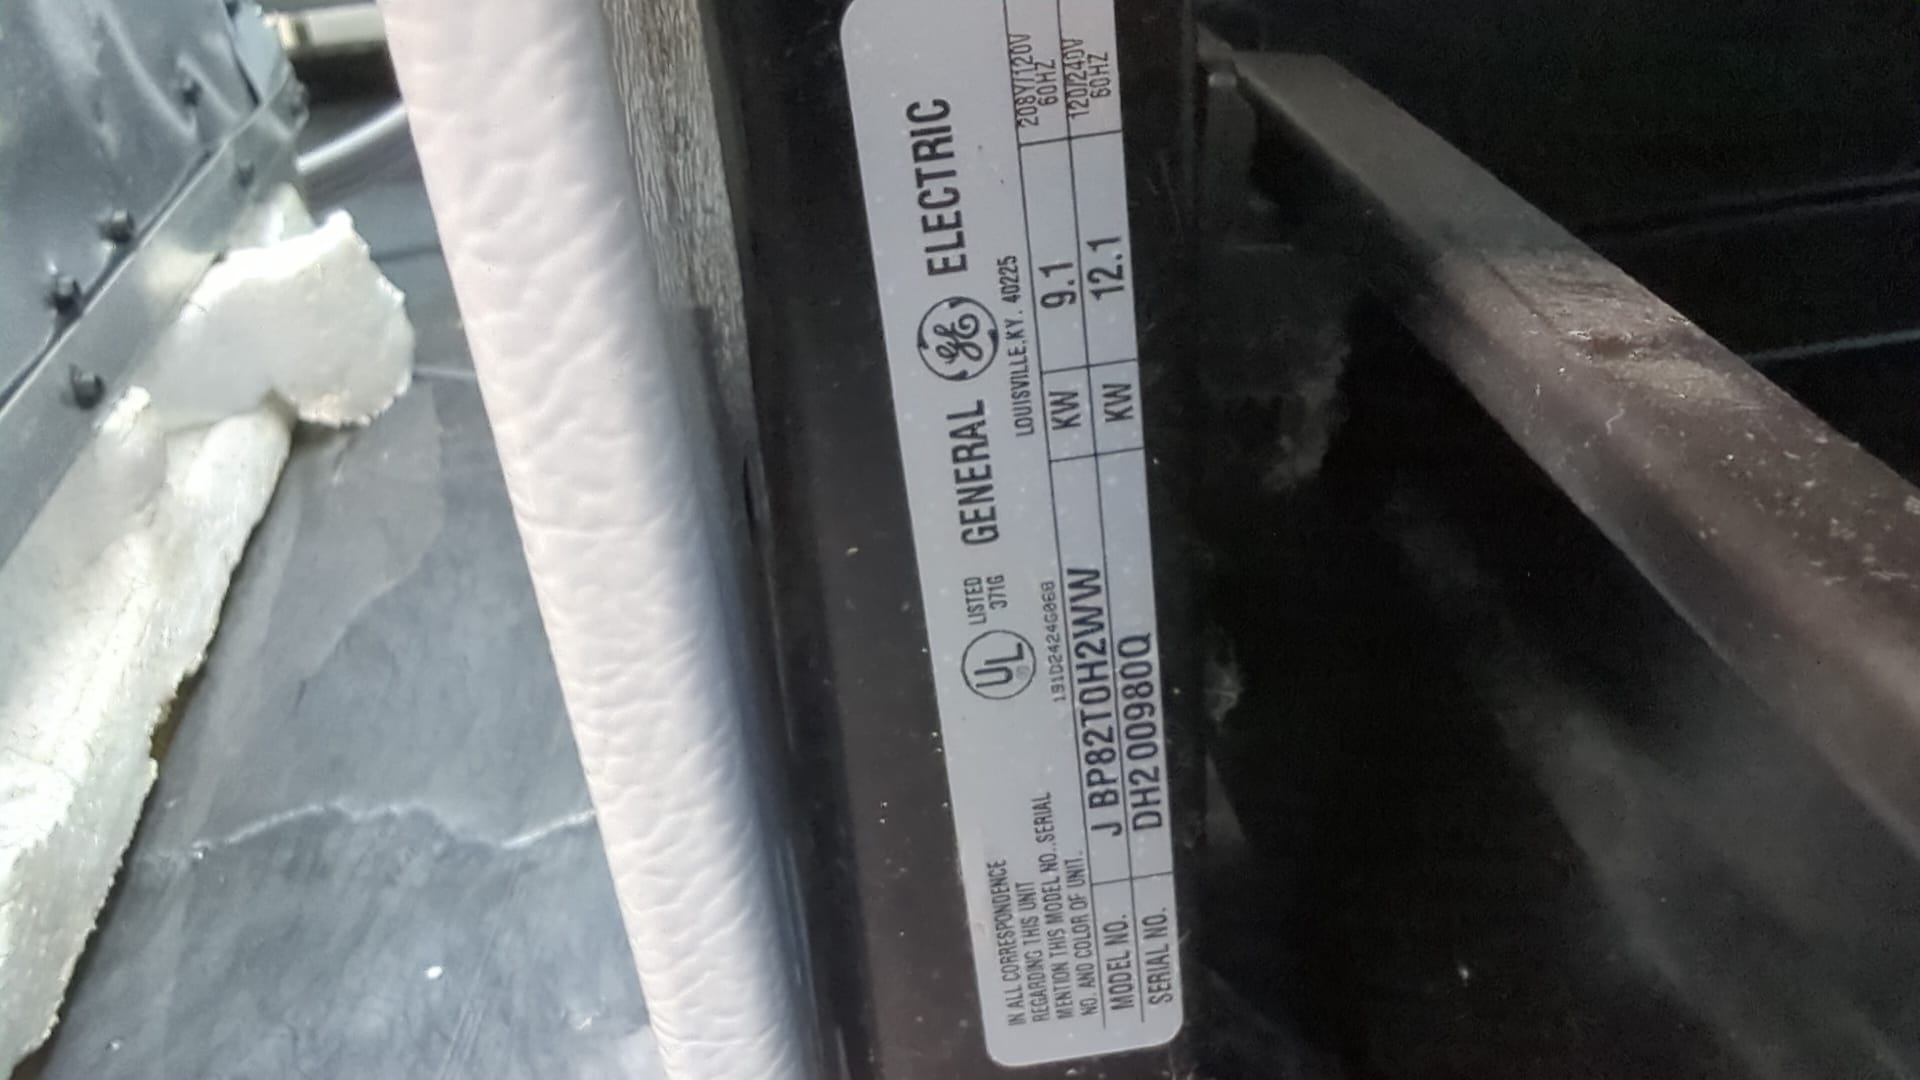 GENERAL GE ELECTRIC
UL ® LISTED
371G
LOUISVILLE,KY. 40225
191D2424G068
IN ALL CORRESPONDENCE
REGARDING THIS UNIT
MENTION THIS MODEL NO.,SERIAL
NO. AND COLOR OF UNIT.
KW 9.1 208Y/120V 60HZ
MODEL NO. JBP82T0H2WW KW 12.1 120/240V 60HZ
SERIAL NO. DH200980Q